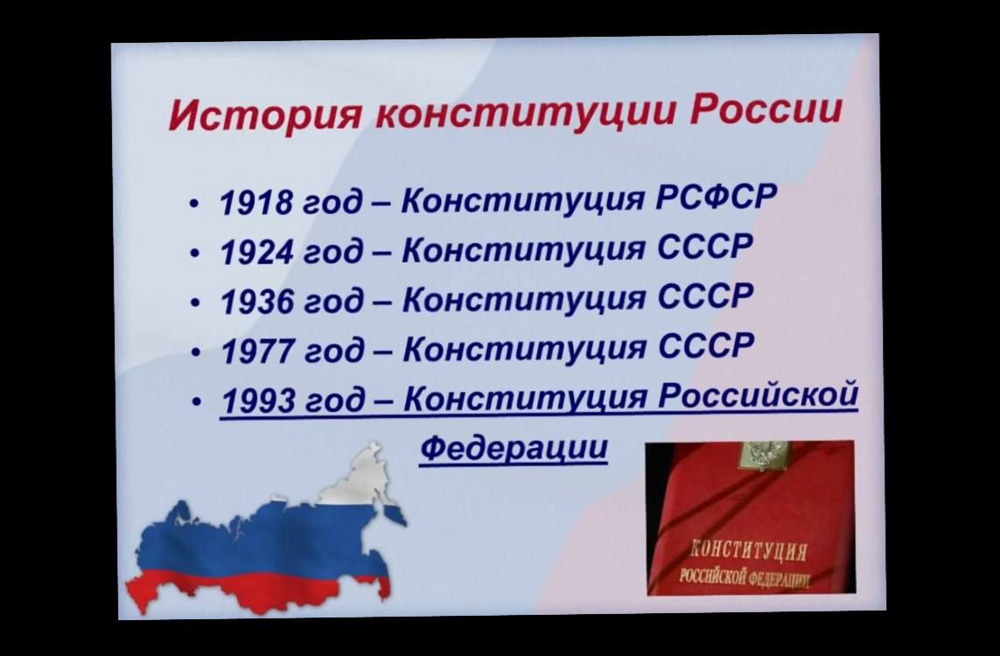 История конституции России
• 1918 год – Конституция РСФСР
• 1924 год – Конституция СССР
• 1936 год – Конституция СССР
• 1977 год – Конституция СССР
• 1993 год – Конституция Российской
Федерации
КОНСТИТУЦИЯ
РОССИЙСКОЙ ФЕДЕРАЦИИ